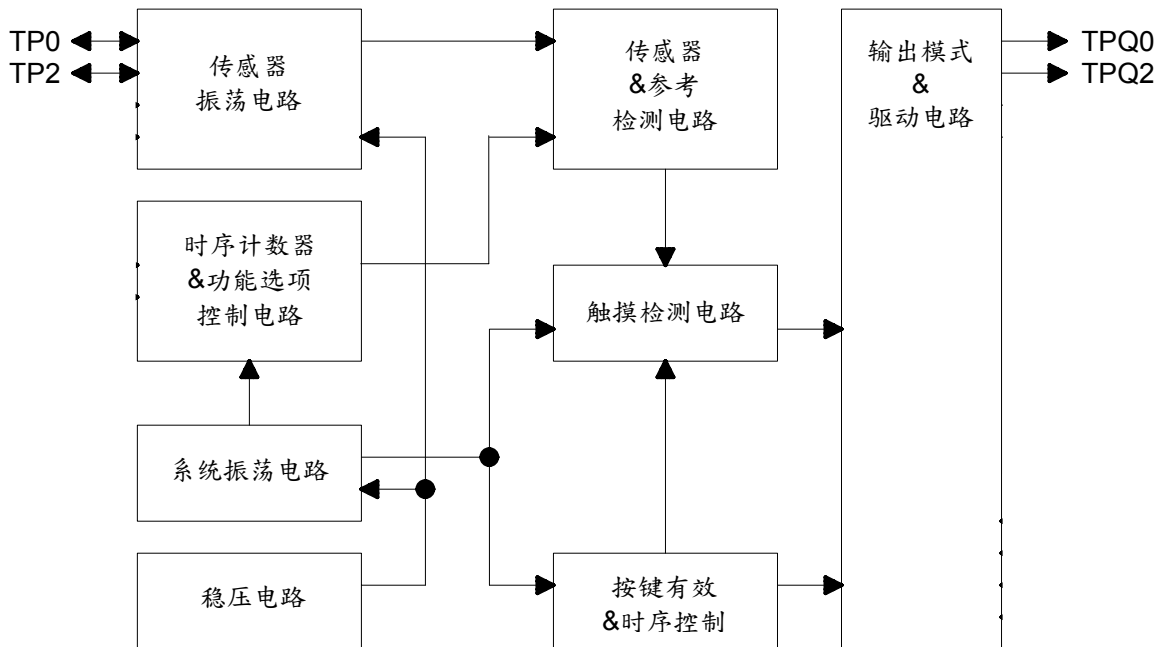 TP0
TP2
传感器
振荡电路
传感器
&参考
检测电路
输出模式
&
驱动电路
TPQ0
TPQ2
时序计数器
&功能选项
控制电路
触摸检测电路
系统振荡电路
稳压电路
按键有效
&时序控制